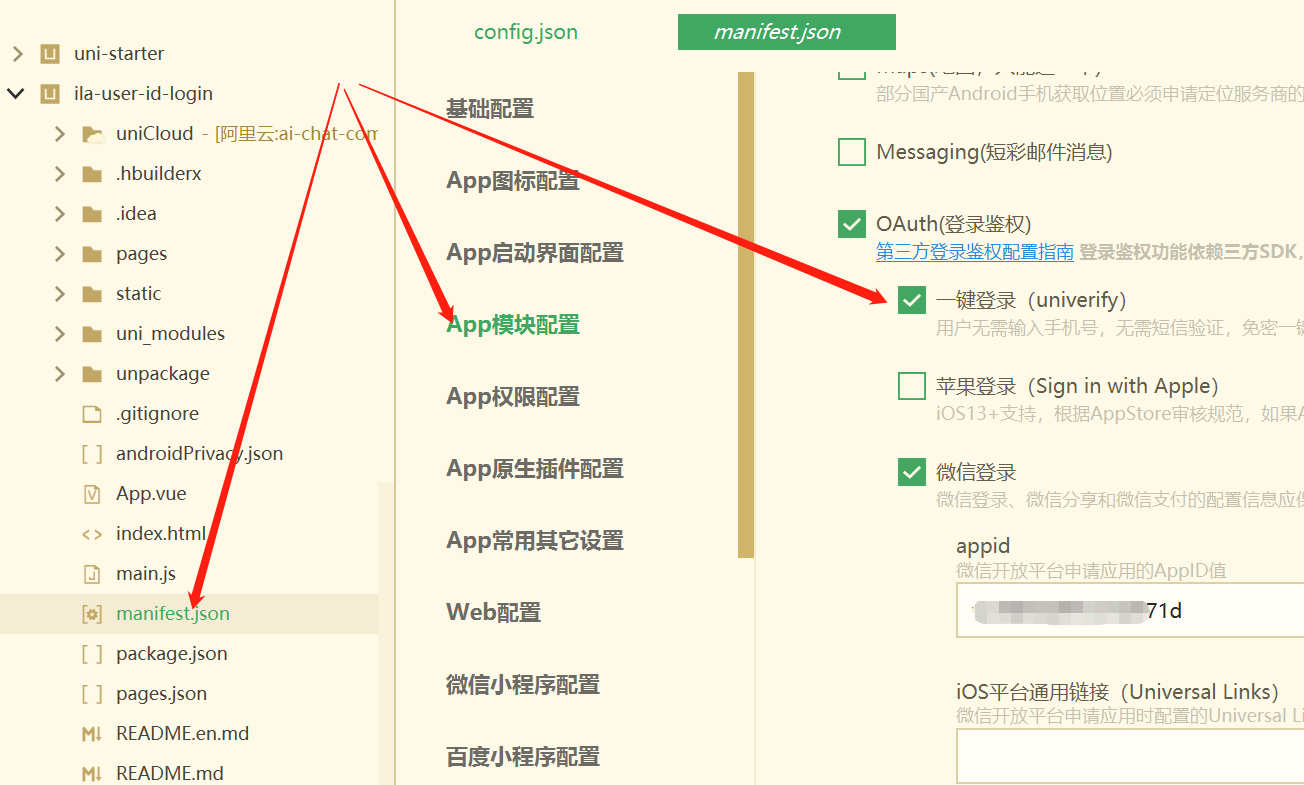 uni-starter
ila-user-id-login
uniCloud - [阿里云:ai-chat-com
.hbuilderx
.idea
pages
static
uni_modules
unpackage
.gitignore
androidPrivacy.json
App.vue
index.html
main.js
manifest.json
package.json
pages.json
README.en.md
README.md
config.json
manifest.json
基础配置
App图标配置
App启动界面配置
App模块配置
App权限配置
App原生插件配置
App常用其它设置
Web配置
微信小程序配置
百度小程序配置
部分国产Android手机获取位置必须申请定位服务商的
Messaging(短彩邮件消息)
OAuth(登录鉴权)
第三方登录鉴权配置指南 登录鉴权功能依赖三方SDK,
一键登录（univerify）
用户无需输入手机号，无需短信验证，免密一键
苹果登录（Sign in with Apple）
iOS13+支持，根据AppStore审核规范，如果A
微信登录
微信登录、微信分享和微信支付的配置信息应保
appid
微信开放平台申请应用的AppID值
71d
iOS平台通用链接（Universal Links）
微信开放平台申请应用时配置的Universal Li